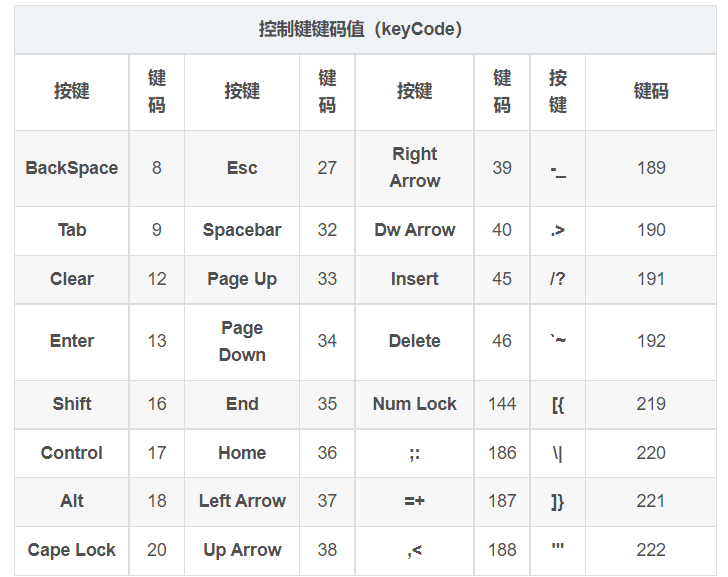 控制键键码值（keyCode）
按键 键码 按键 键码 按键 键码 按键 键码
BackSpace 8 Esc 27 Right Arrow 39 -_ 189
Tab 9 Spacebar 32 Dw Arrow 40 .> 190
Clear 12 Page Up 33 Insert 45 /? 191
Enter 13 Page Down 34 Delete 46 `~ 192
Shift 16 End 35 Num Lock 144 [{ 219
Control 17 Home 36 ;: 186 \| 220
Alt 18 Left Arrow 37 =+ 187 ]} 221
Cape Lock 20 Up Arrow 38 ,< 188 '" 222